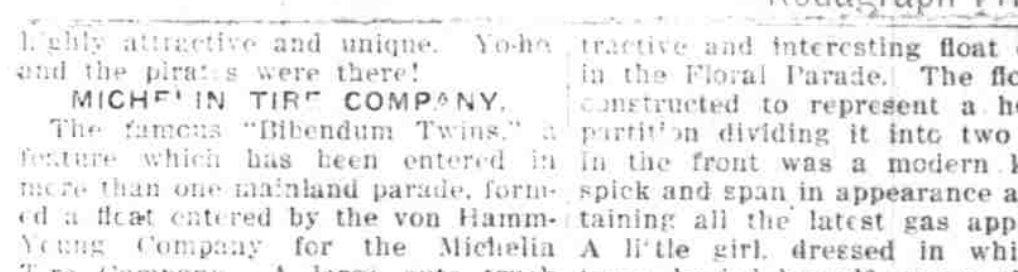 highly attractive and unique. Yo-ho
and the pirates were there!
MICHELIN TIRE COMPANY.
The famous "Bibendum Twins," a
feature which has been entered in
more than one mainland parade, form-
ed a float entered by the von Hamm-
Young Company for the Michelin
A large auto
tractive and interesting float
in the Floral Parade. The
constructed to represent a
partition dividing it into two
in the front was a modern
spick and span in appearance
taining all the latest gas
A little girl, dressed in